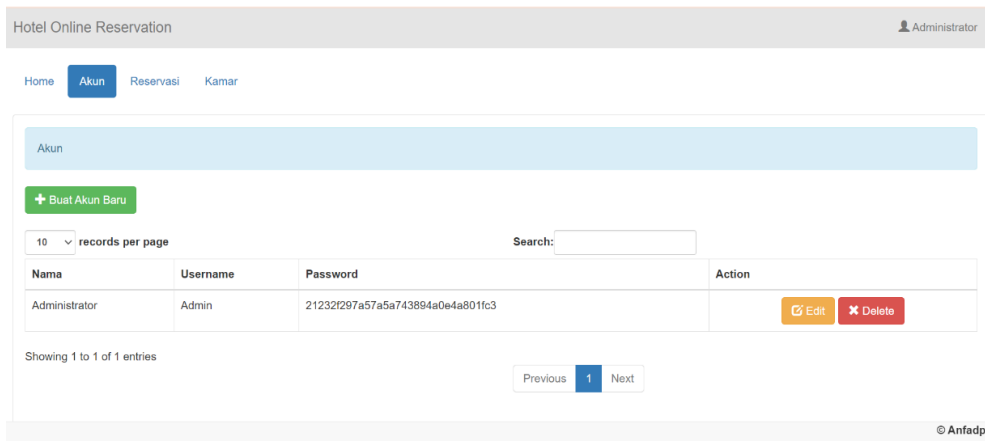 Hotel Online Reservation Administrator
Home Akun Reservasi Kamar
Akun
Buat Akun Baru
10 records per page Search:
Nama Username Password Action
Administrator Admin 21232f297a57a5a743894a0e4a801fc3 Edit Delete
Showing 1 to 1 of 1 entries
Previous 1 Next
© Anfadp